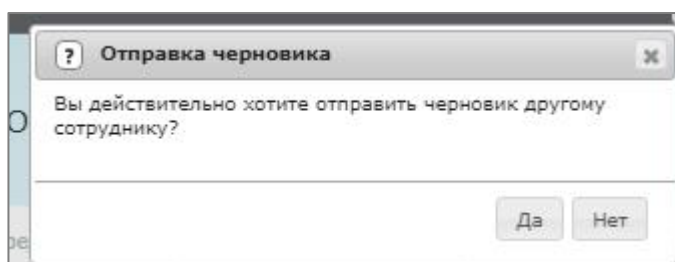 Отправка черновика
Вы действительно хотите отправить черновик другому
сотруднику?
Да Нет